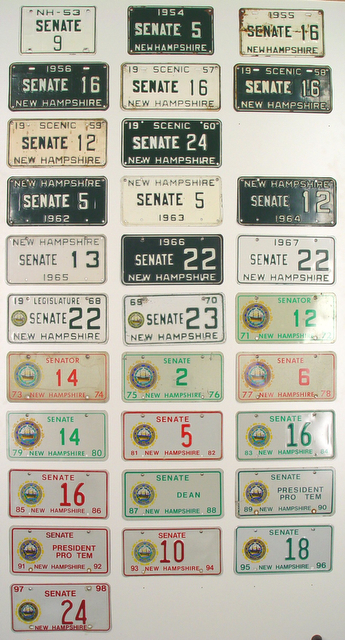 NH-53
SENATE
9
1954
SENATE 5
NEW HAMPSHIRE
1955
SENATE 16
NEW HAMPSHIRE
1956
SENATE 16
NEW HAMPSHIRE
19 SCENIC 57
SENATE 16
NEW HAMPSHIRE
19 SCENIC 58
SENATE 16
NEW HAMPSHIRE
19 SCENIC 59
SENATE 12
NEW HAMPSHIRE
19 SCENIC 60
SENATE 24
NEW HAMPSHIRE
NEW HAMPSHIRE
SENATE 5
1962
NEW HAMPSHIRE
SENATE 5
1963
NEW HAMPSHIRE
SENATE 12
1964
NEW HAMPSHIRE
SENATE 13
1965
1966
SENATE 22
NEW HAMPSHIRE
1967
SENATE 22
NEW HAMPSHIRE
19 LEGISLATURE 68
SENATE 22
NEW HAMPSHIRE
69 70
SENATE 23
NEW HAMPSHIRE
SENATOR
12
71 NEW HAMPSHIRE
SENATOR
14
73 NEW HAMPSHIRE 74
SENATE
2
75 NEW HAMPSHIRE 76
SENATE
6
77 NEW HAMPSHIRE 78
SENATE
14
79 NEW HAMPSHIRE 80
SENATE
5
81 NEW HAMPSHIRE 82
SENATE
16
83 NEW HAMPSHIRE 84
SENATE
16
85 NEW HAMPSHIRE 86
SENATE
DEAN
87 NEW HAMPSHIRE 88
SENATE
PRESIDENT
PRO TEM
89 NEW HAMPSHIRE 90
SENATE
PRESIDENT
PRO TEM
91 NEW HAMPSHIRE 92
SENATE
10
93 NEW HAMPSHIRE 94
SENATE
18
95 NEW HAMPSHIRE 96
97 98
SENATE
24
NEW HAMPSHIRE